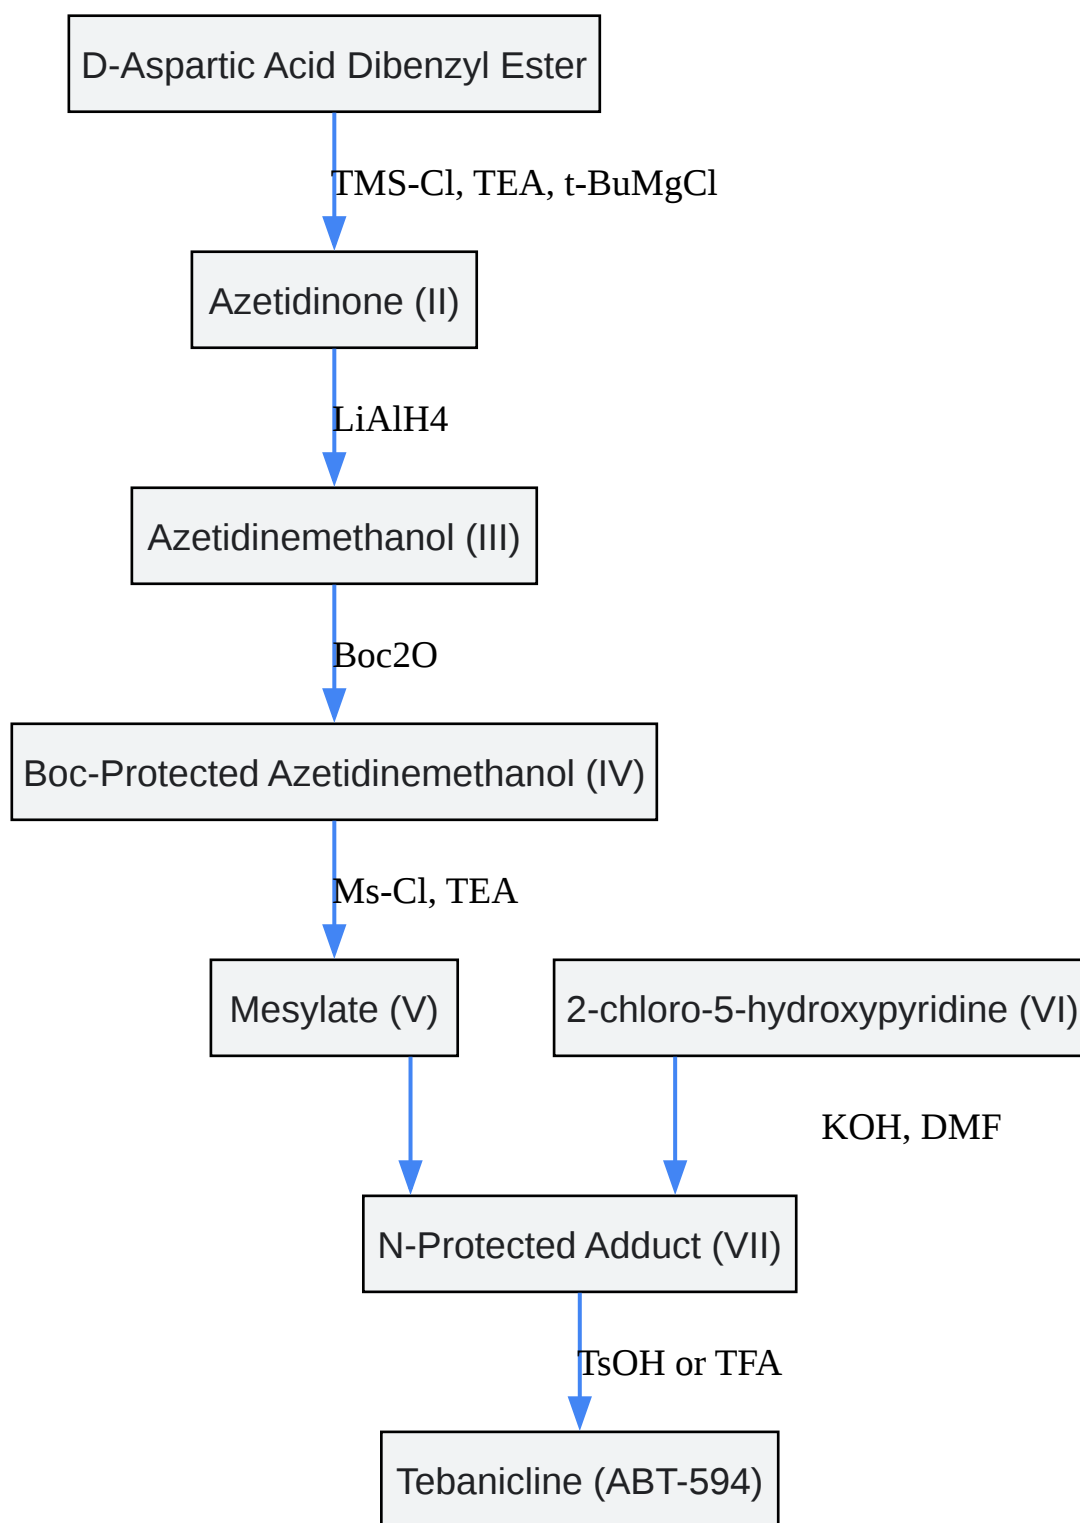 D-Aspartic Acid Dibenzyl Ester
TMS-Cl, TEA, t-BuMgCl
Azetidinone (II)
LiAlH4
Azetidinemethanol (III)
Boc2O
Boc-Protected Azetidinemethanol (IV)
Ms-Cl, TEA
Mesylate (V)
2-chloro-5-hydroxypyridine (VI)
KOH, DMF
N-Protected Adduct (VII)
TsOH or TFA
Tebanicline (ABT-594)